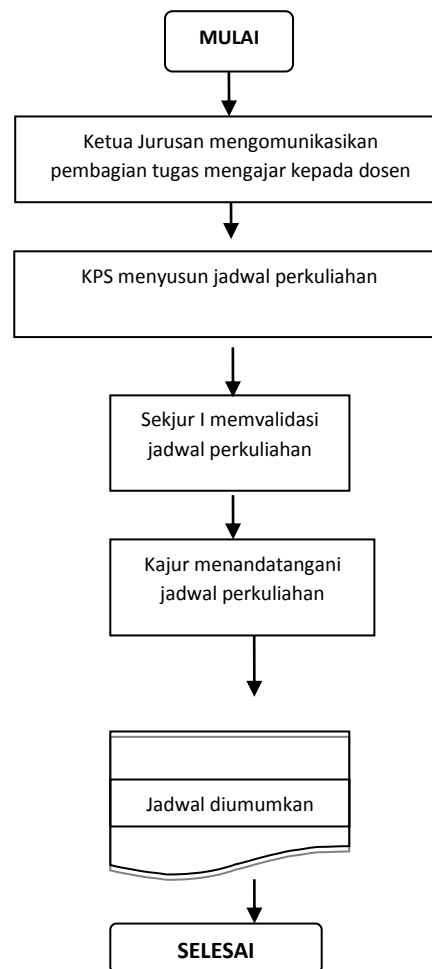 MULAI
Ketua Jurusan mengomunikasikan
pembagian tugas mengajar kepada dosen
KPS menyusun jadwal perkuliahan
Sekjur I memvalidasi
jadwal perkuliahan
Kajur menandatangani
jadwal perkuliahan
Jadwal diumumkan
SELESAI